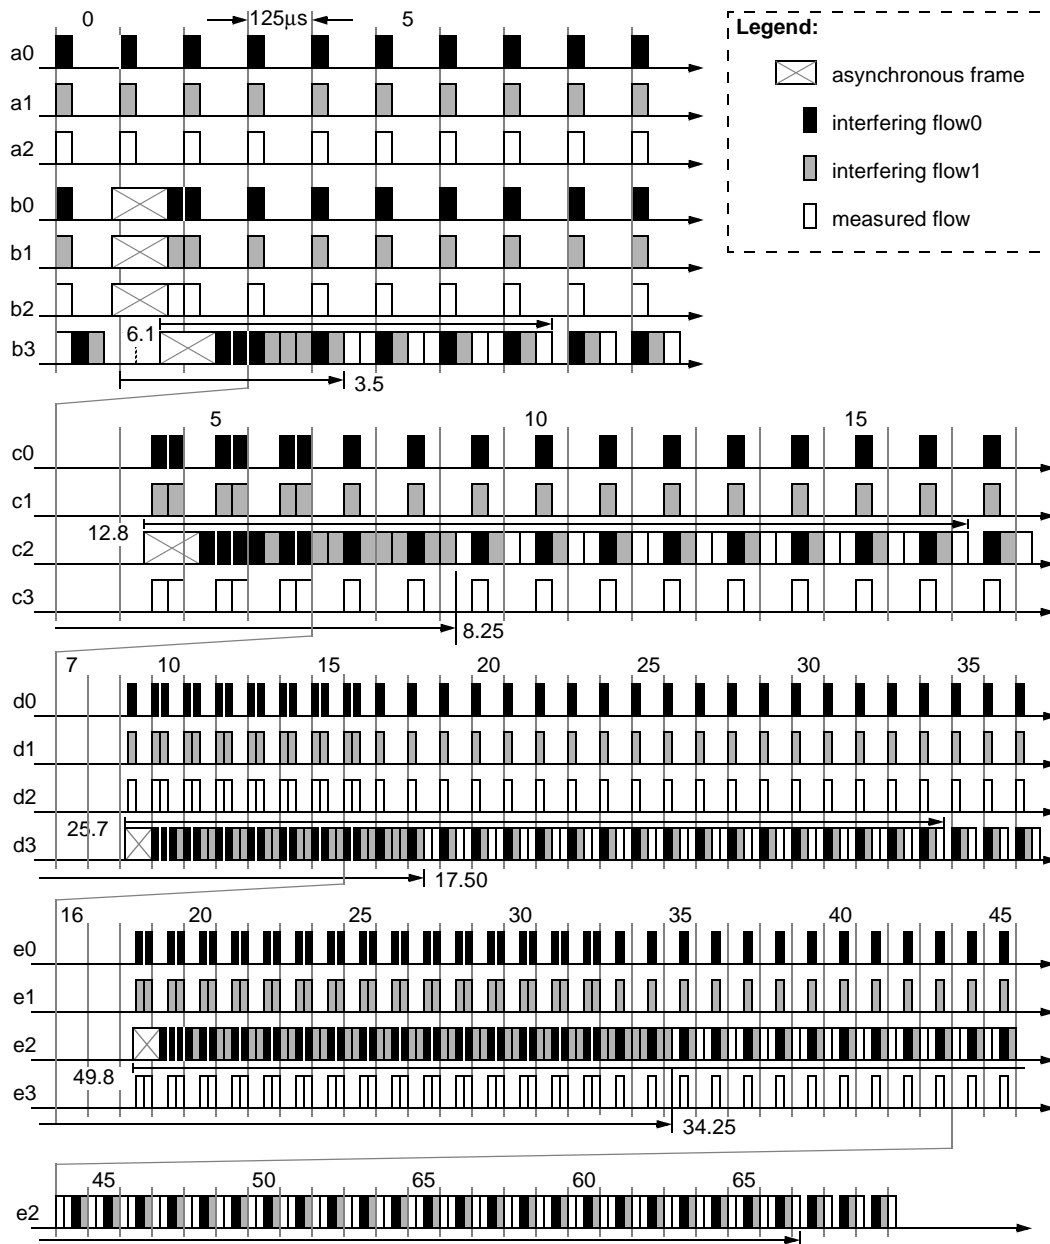 0 125μs 5
Legend:
a0
asynchronous frame
a1
interfering flow0
a2
interfering flow1
b0
measured flow
b1
b2
6.1
b3
3.5
5 10 15
c0
c1
12.8
c2
c3
8.25
7 10 15 20 25 30 35
d0
d1
d2
25.7
d3
17.50
16 20 25 30 35 40 45
e0
e1
e2
49.8
e3
34.25
45 50 65 60 65
e2